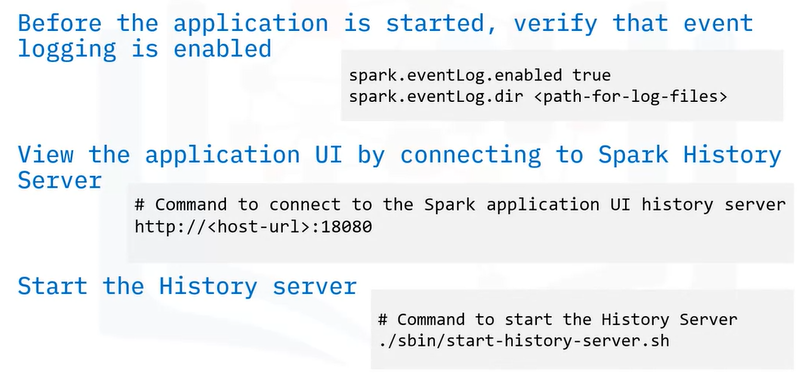 Before the application is started, verify that event
logging is enabled
spark.eventLog.enabled true
spark.eventLog.dir <path-for-log-files>
View the application UI by connecting to Spark History
Server
# Command to connect to the Spark application UI history server
http://<host-url>:18080
Start the History server
# Command to start the History Server
./sbin/start-history-server.sh